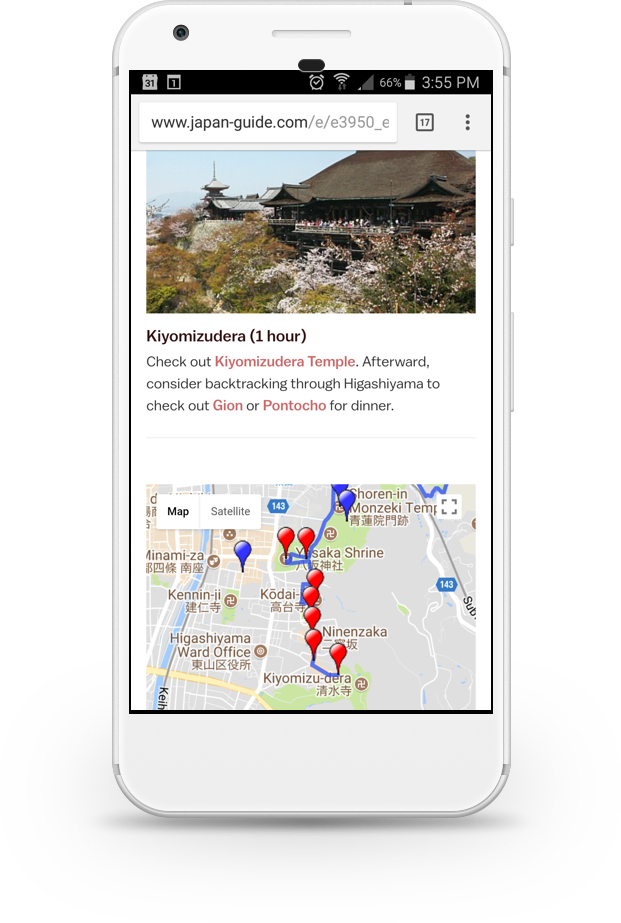 31 1 66% 3:55 PM
www.japan-guide.com/e/e3950_e
17
Kiyomizudera (1 hour)
Check out Kiyomizudera Temple. Afterward,
consider backtracking through Higashiyama to
check out Gion or Pontocho for dinner.
Map Satellite
143
Shoren-in
Monzeki Temp
青蓮院門跡
Minami-za
都四條 南座
Yasaka Shrine
八坂神社
143
Kennin-ji
建仁寺
Kōdai-
高台寺
Sub
Ninenzaka
二寧坂
Higashiyama
Ward Office
東山区役所
Kiyomizu-dera
清水寺
Keih